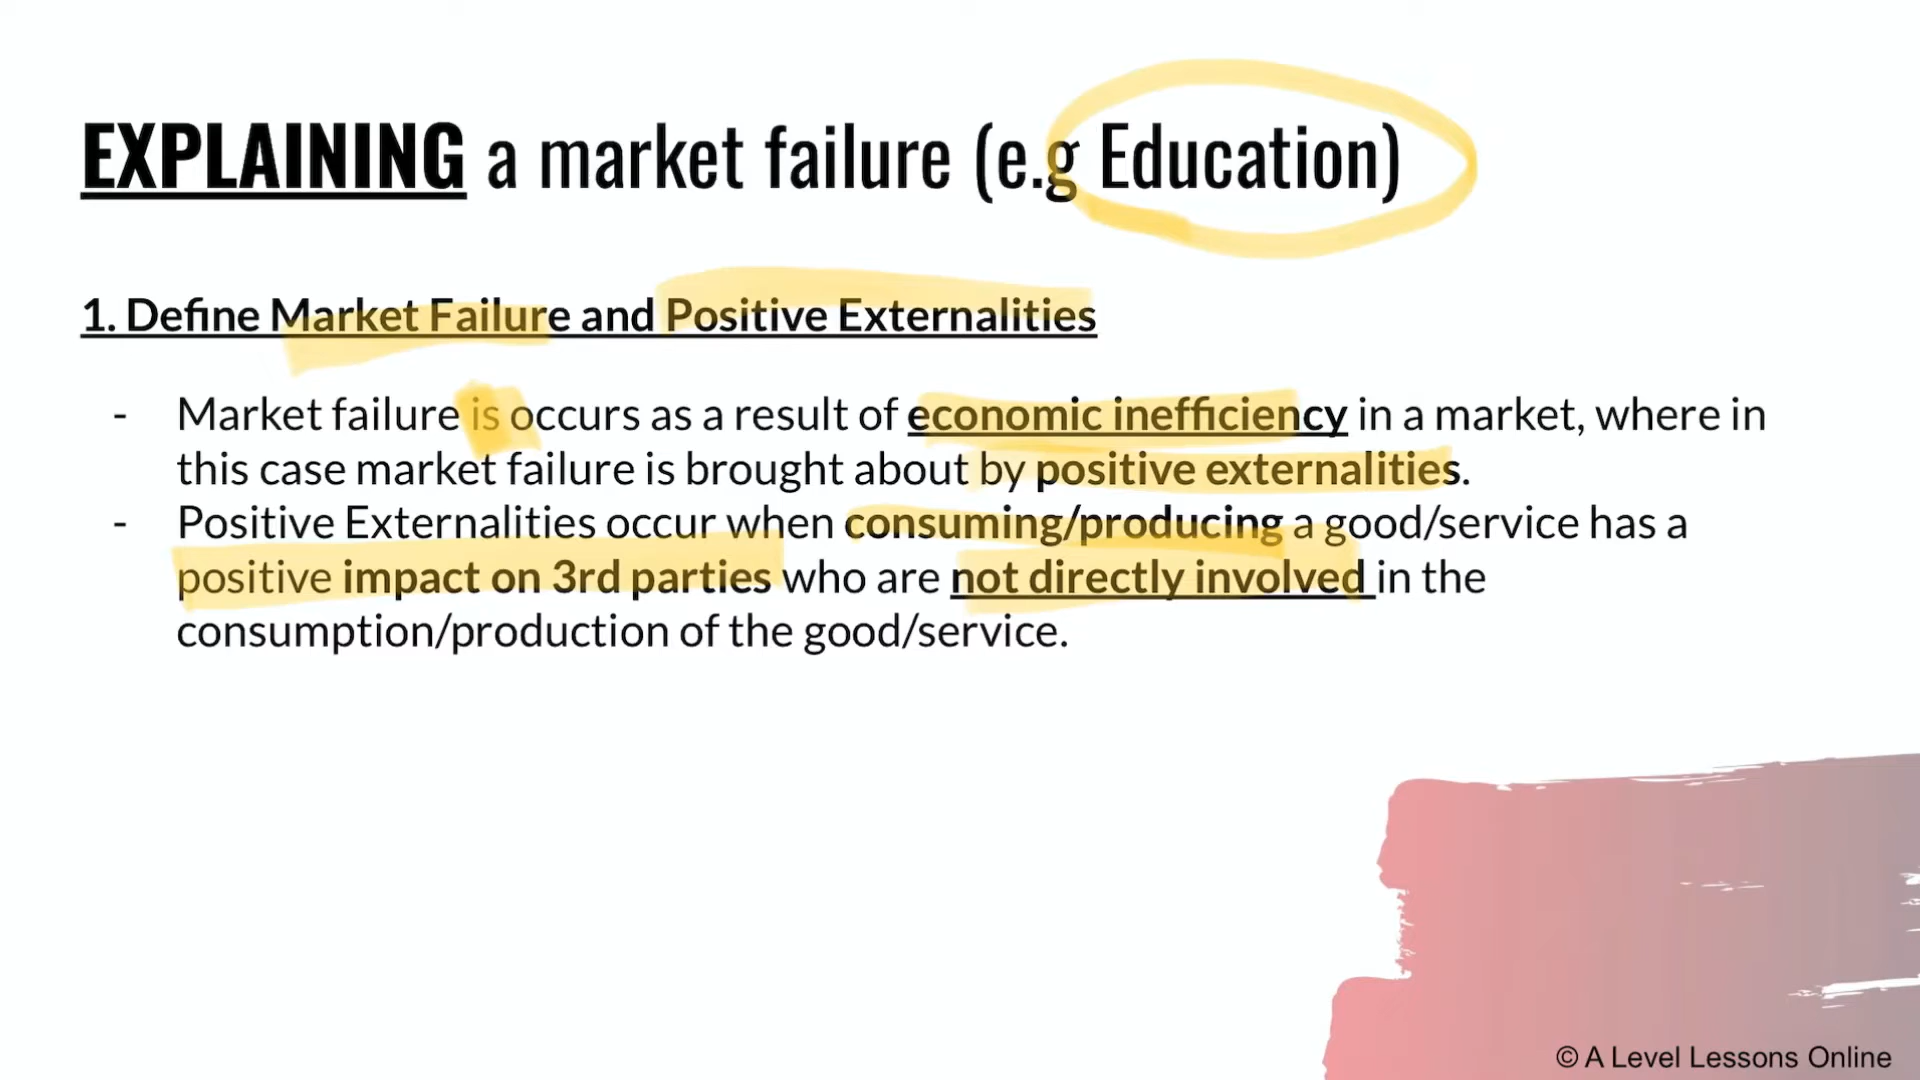 EXPLAINING a market failure (e.g Education)
1. Define Market Failure and Positive Externalities
- Market failure is occurs as a result of economic inefficiency in a market, where in
this case market failure is brought about by positive externalities.
- Positive Externalities occur when consuming/producing a good/service has a
positive impact on 3rd parties who are not directly involved in the
consumption/production of the good/service.
© A Level Lessons Online